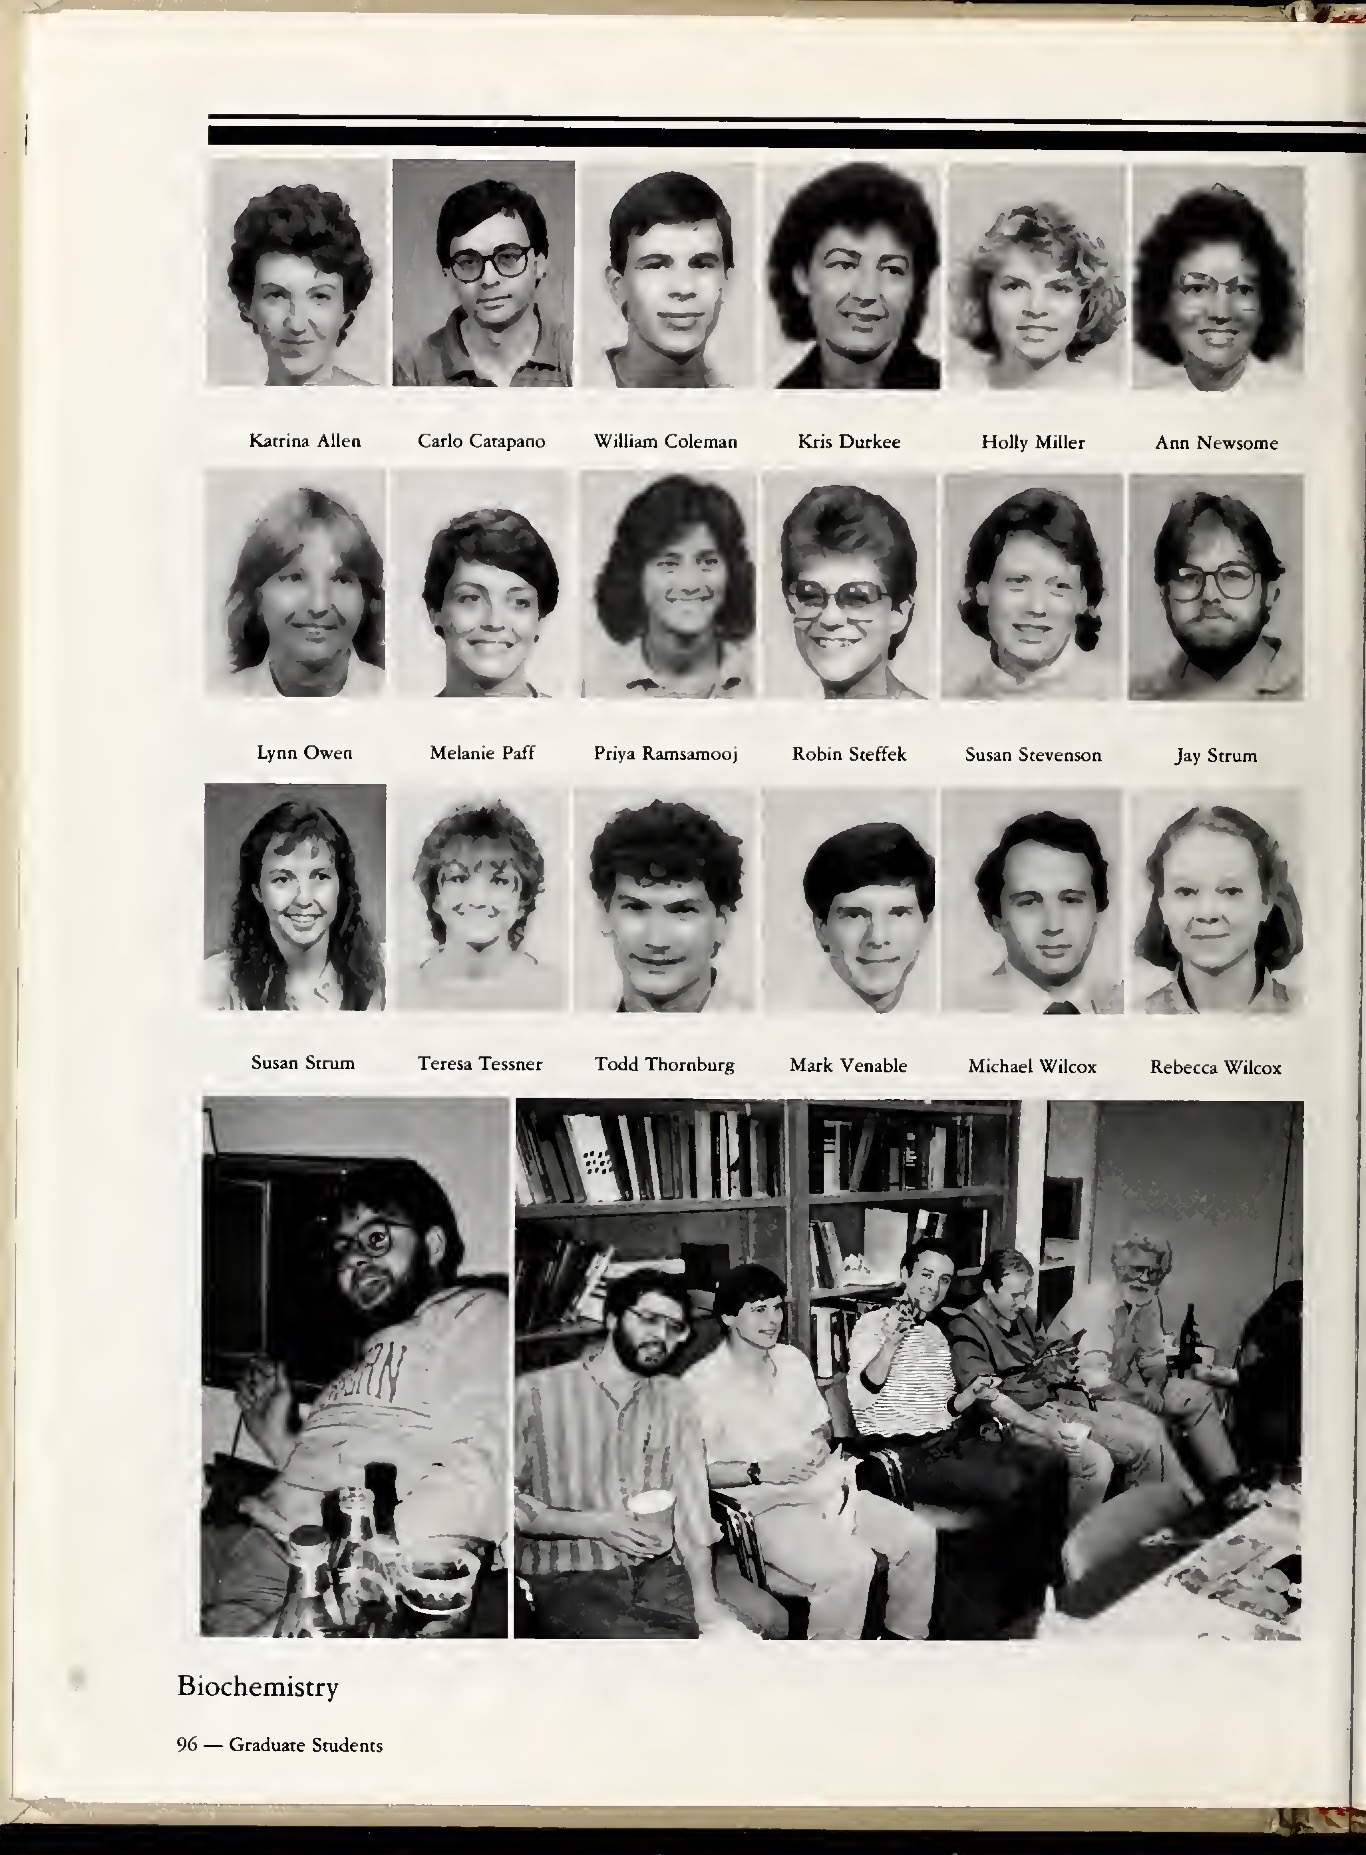 Katrina Allen Carlo Catapano William Coleman Kris Durkee Holly Miller Ann Newsome
Lynn Owen Melanie Paff Priya Ramsamooj Robin Steffek Susan Stevenson Jay Strum
Susan Strum Teresa Tessner Todd Thornburg Mark Venable Michael Wilcox Rebecca Wilcox
Biochemistry
96 — Graduate Students